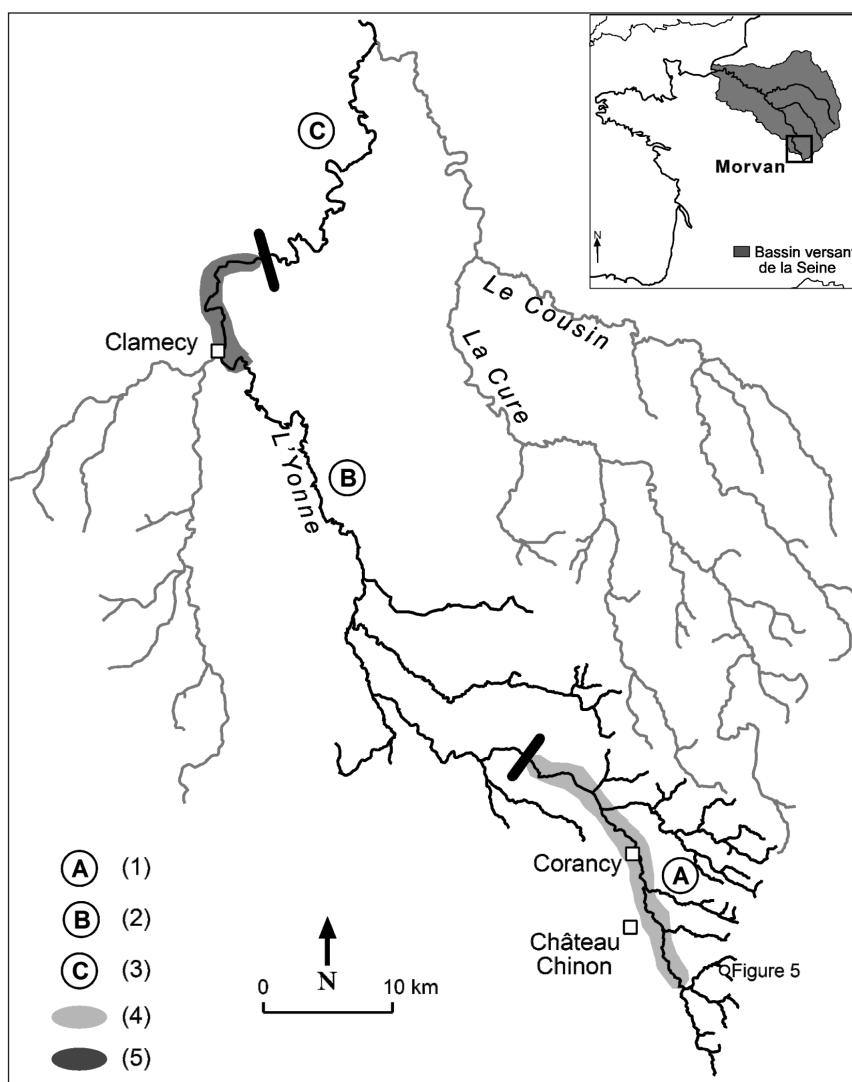 C
Morvan
N
Bassin versant
de la Seine
Le Cousin
La Cure
Clamecy
L'Yonne
B
Corancy
A
Château
Chinon
Figure 5
A (1)
B (2)
C (3)
(4)
(5)
N
0 10 km